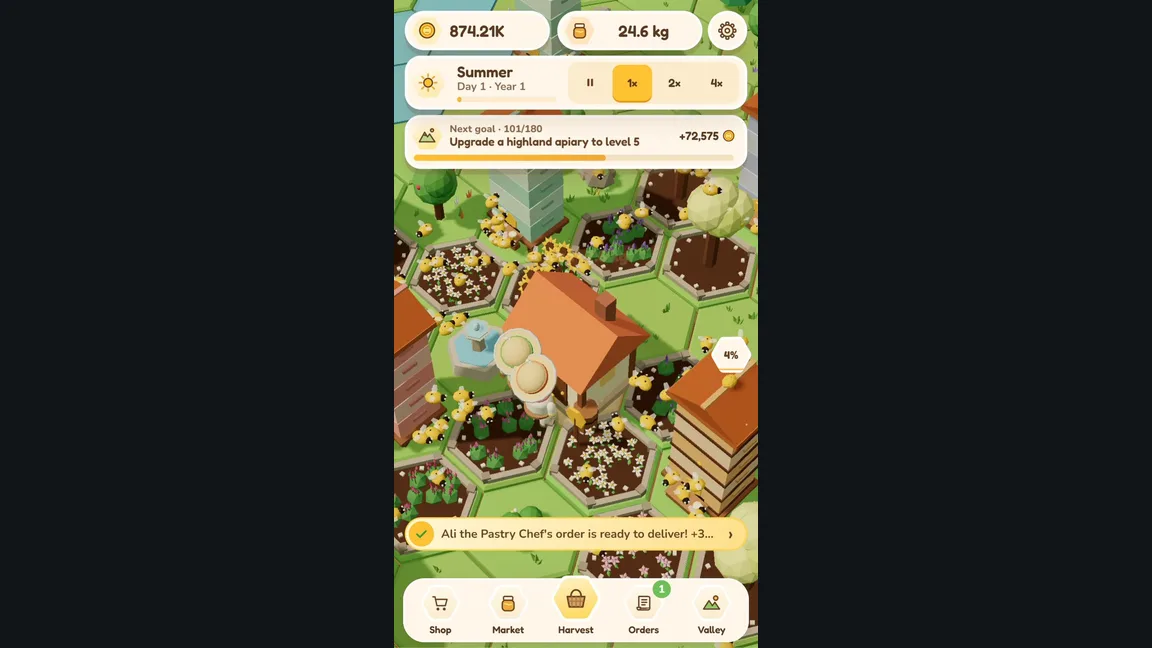 874.21K
24.6 kg
Summer
Day 1 · Year 1
1x
2x
4x
Next goal · 101/180
Upgrade a highland apiary to level 5
+72,575
4%
Ali the Pastry Chef's order is ready to deliver! +3...
1
Shop
Market
Harvest
Orders
Valley